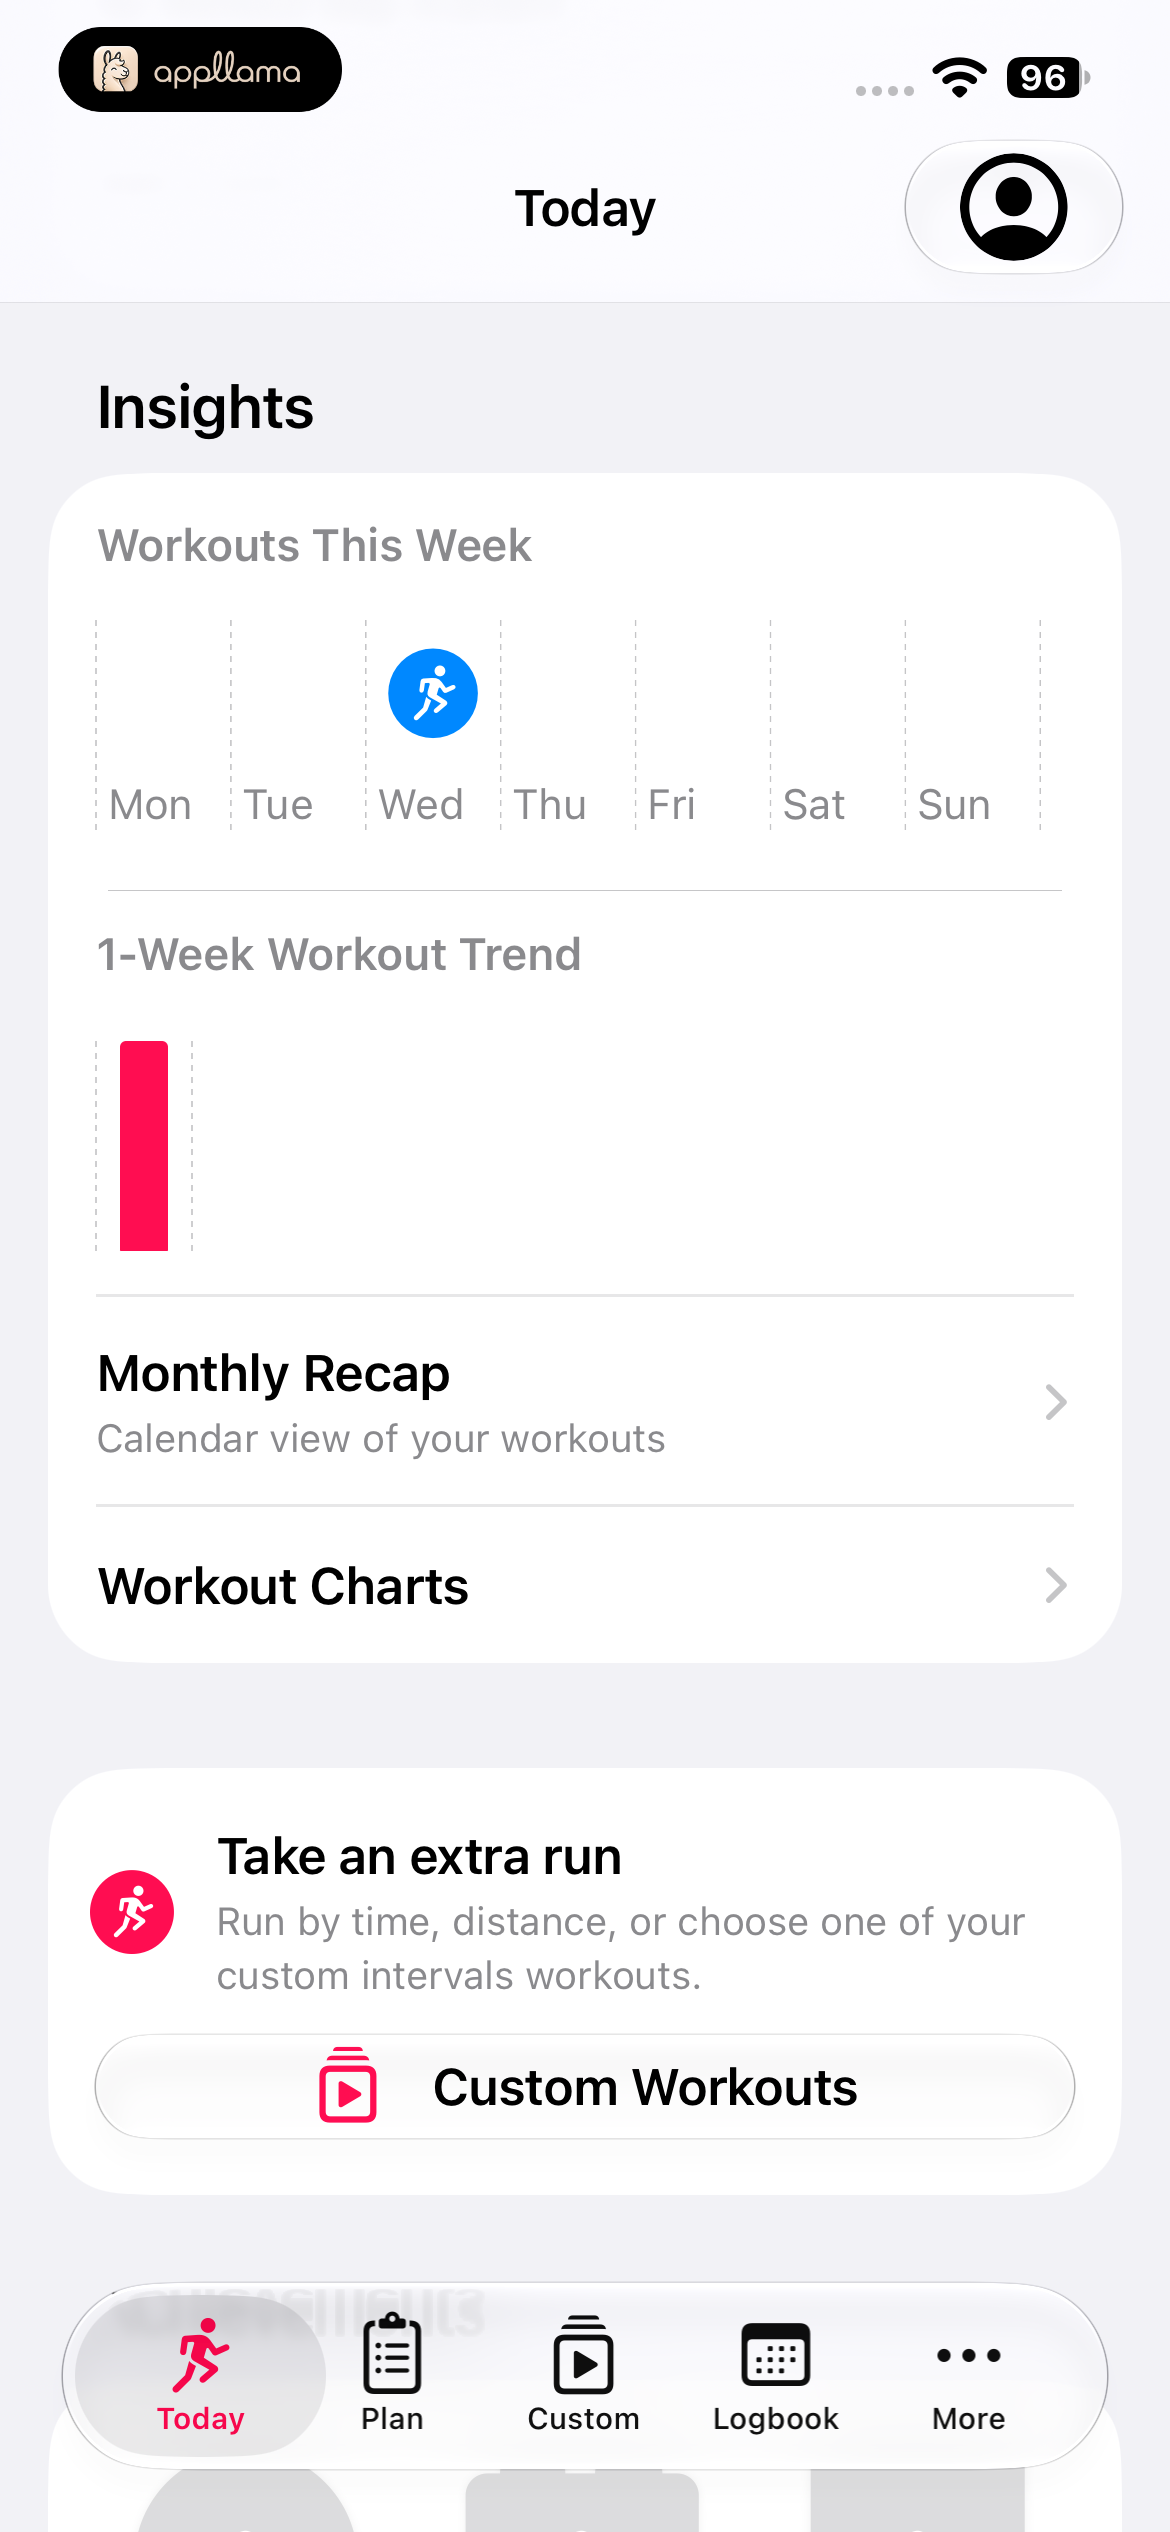 appllama
96
Today
Insights
Workouts This Week
Mon Tue Wed Thu Fri Sat Sun
1-Week Workout Trend
Monthly Recap
Calendar view of your workouts
Workout Charts
Take an extra run
Run by time, distance, or choose one of your
custom intervals workouts.
Custom Workouts
Today Plan Custom Logbook More